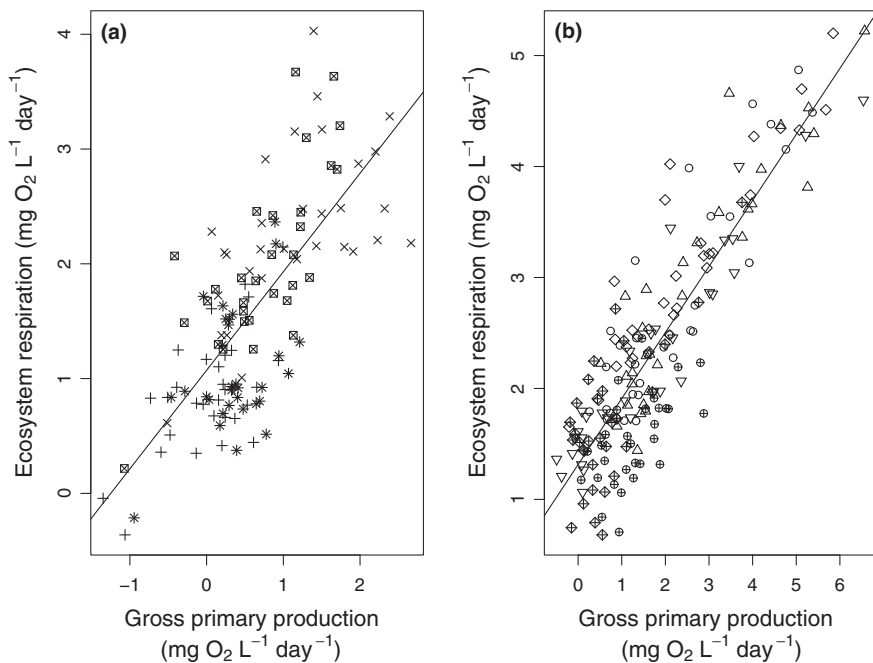 (a)
Ecosystem respiration (mg O₂ L⁻¹ day⁻¹)
4
3
2
1
0
−1 0 1 2
Gross primary production
(mg O₂ L⁻¹ day⁻¹)
(b)
Ecosystem respiration (mg O₂ L⁻¹ day⁻¹)
5
4
3
2
1
0 1 2 3 4 5 6
Gross primary production
(mg O₂ L⁻¹ day⁻¹)